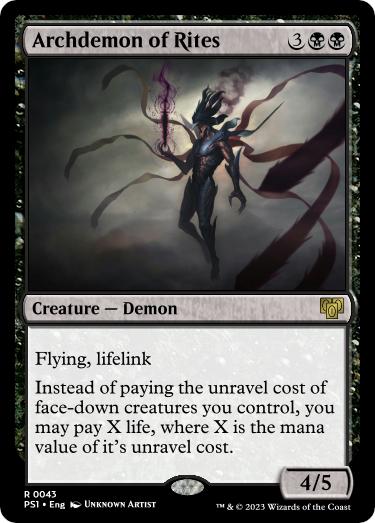 Archdemon of Rites 3
Creature — Demon
Flying, lifelink
Instead of paying the unravel cost of
face-down creatures you control, you
may pay X life, where X is the mana
value of it's unravel cost.
4/5
R 0043
PS1 • Eng Unknown Artist
™ & © 2023 Wizards of the Coast